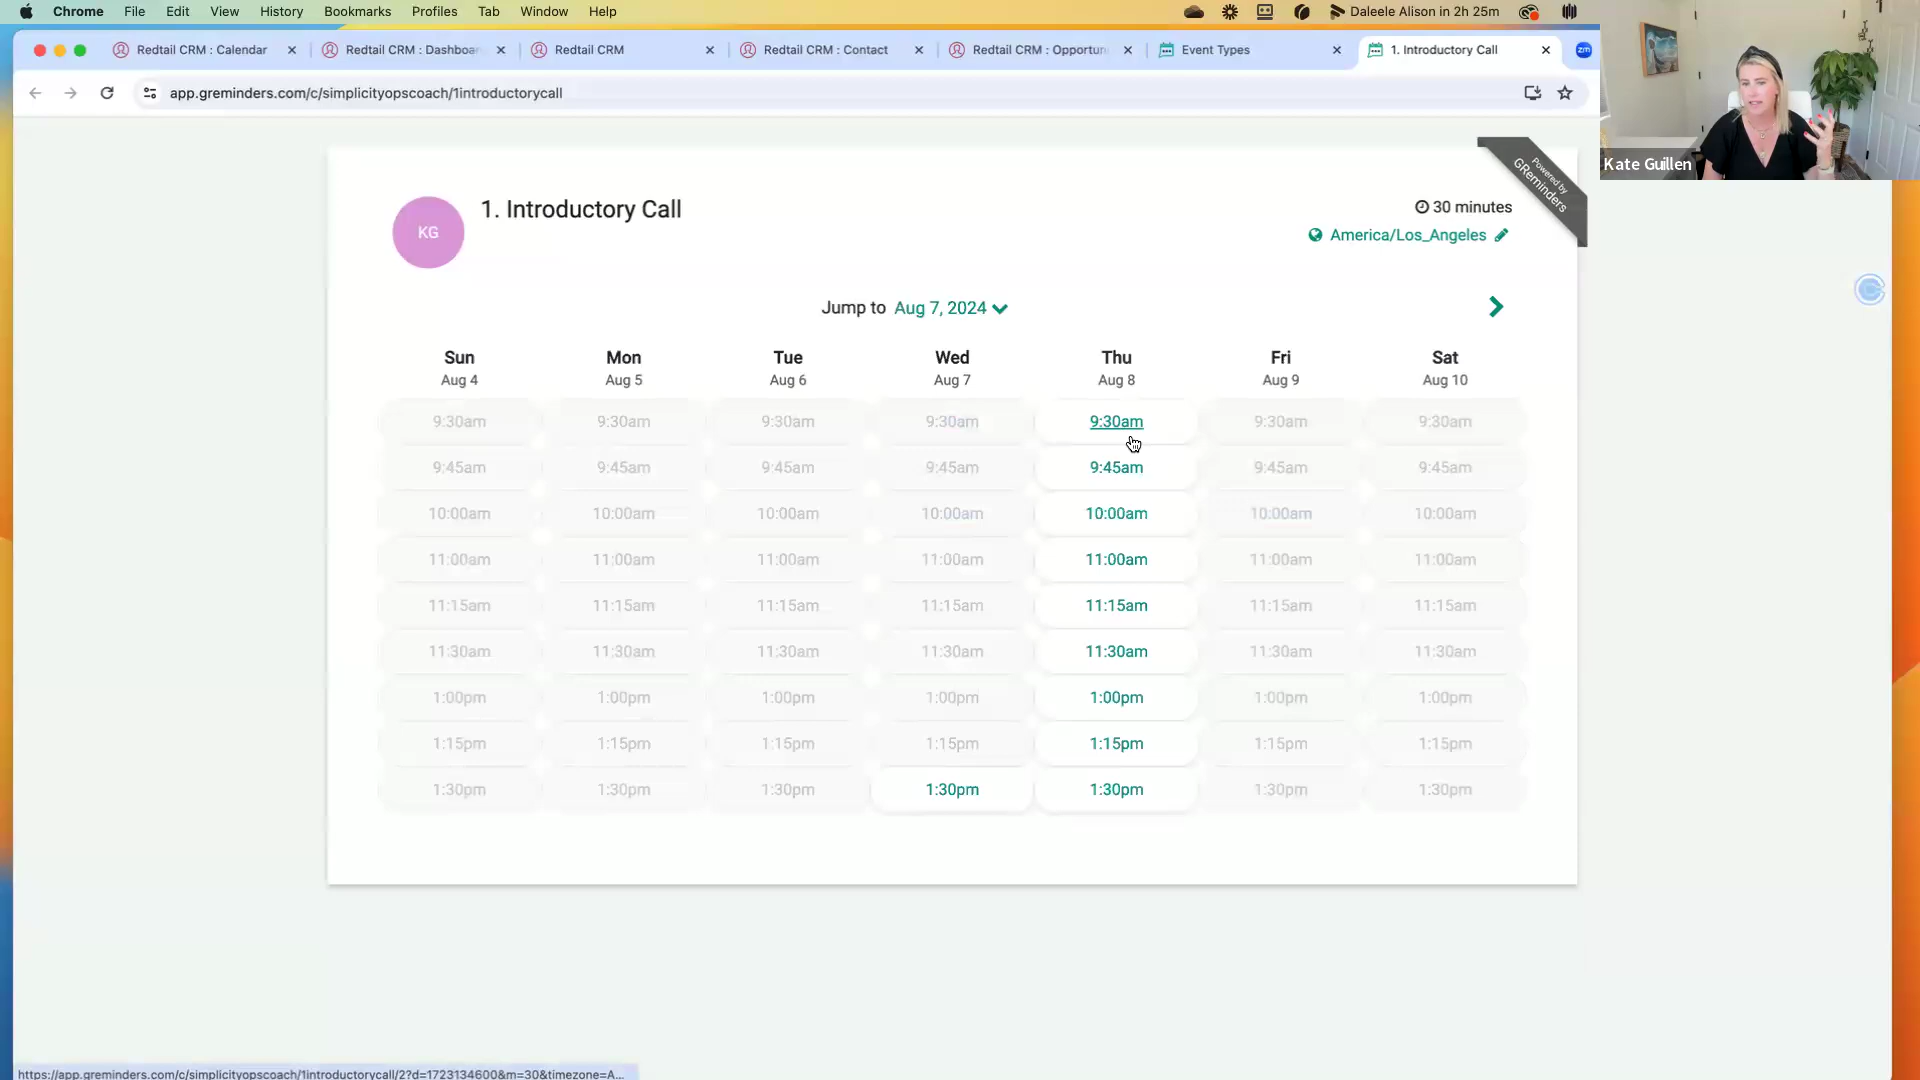 Chrome File Edit View History Bookmarks Profiles Tab Window Help Daleele Alison in 2h 25m
Redtail CRM : Calendar Redtail CRM : Dashboar Redtail CRM Redtail CRM : Contact Redtail CRM : Opportun Event Types 1. Introductory Call zm
app.greminders.com/c/simplicityopscoach/1introductorycall
Kate Guillen
Powered by
GReminders
KG
1. Introductory Call
30 minutes
America/Los_Angeles
Jump to Aug 7, 2024
Sun Mon Tue Wed Thu Fri Sat
Aug 4 Aug 5 Aug 6 Aug 7 Aug 8 Aug 9 Aug 10
9:30am 9:30am 9:30am 9:30am 9:30am 9:30am 9:30am
9:45am 9:45am 9:45am 9:45am 9:45am 9:45am 9:45am
10:00am 10:00am 10:00am 10:00am 10:00am 10:00am 10:00am
11:00am 11:00am 11:00am 11:00am 11:00am 11:00am 11:00am
11:15am 11:15am 11:15am 11:15am 11:15am 11:15am 11:15am
11:30am 11:30am 11:30am 11:30am 11:30am 11:30am 11:30am
1:00pm 1:00pm 1:00pm 1:00pm 1:00pm 1:00pm 1:00pm
1:15pm 1:15pm 1:15pm 1:15pm 1:15pm 1:15pm 1:15pm
1:30pm 1:30pm 1:30pm 1:30pm 1:30pm 1:30pm 1:30pm
https://app.greminders.com/c/simplicityopscoach/1introductorycall/2?d=1723134600&m=30&timezone=A...